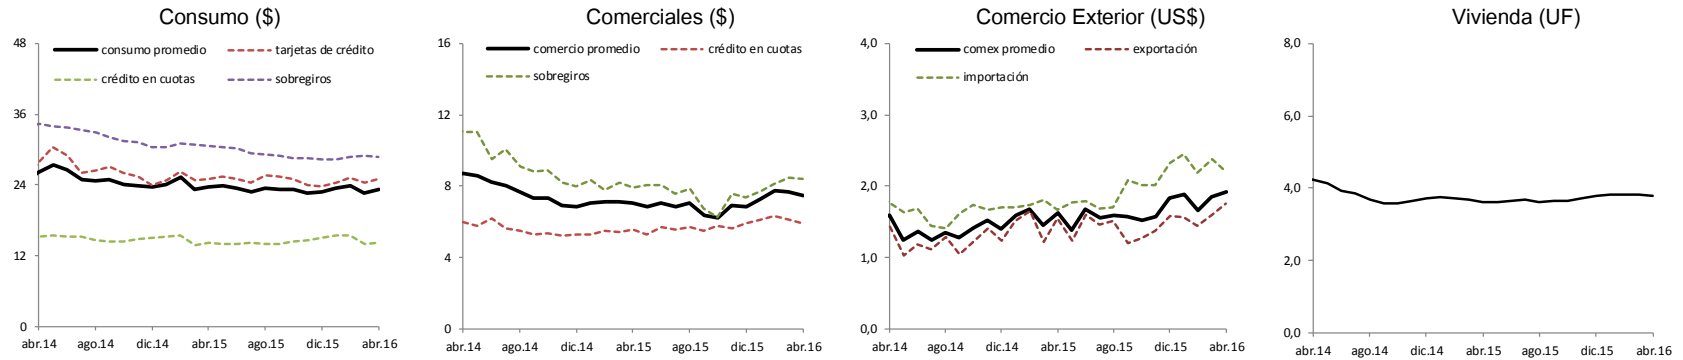 Consumo ($)
48
consumo promedio
tarjetas de crédito
crédito en cuotas
sobregiros
36
24
12
0
abr.14
ago.14
dic.14
abr.15
ago.15
dic.15
abr.16
Comerciales ($)
16
comercio promedio
crédito en cuotas
sobregiros
12
8
4
0
abr.14
ago.14
dic.14
abr.15
ago.15
dic.15
abr.16
Comercio Exterior (US$)
4,0
comex promedio
exportación
importación
3,0
2,0
1,0
0,0
abr.14
ago.14
dic.14
abr.15
ago.15
dic.15
abr.16
Vivienda (UF)
8,0
6,0
4,0
2,0
0,0
abr.14
ago.14
dic.14
abr.15
ago.15
dic.15
abr.16